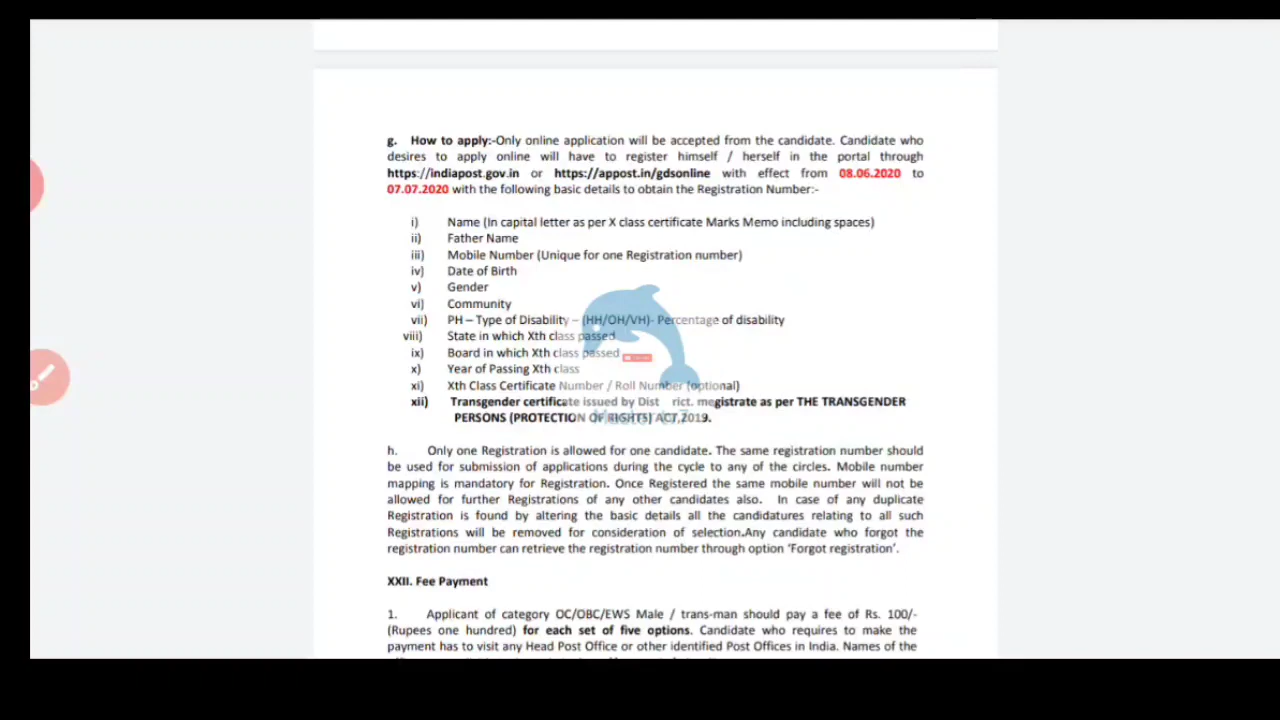 g. How to apply:-Only online application will be accepted from the candidate. Candidate who
desires to apply online will have to register himself / herself in the portal through
https://indiapost.gov.in or https://appost.in/gdsonline with effect from 08.06.2020 to
07.07.2020 with the following basic details to obtain the Registration Number:-
i) Name (In capital letter as per X class certificate Marks Memo including spaces)
ii) Father Name
iii) Mobile Number (Unique for one Registration number)
iv) Date of Birth
v) Gender
vi) Community
vii) PH – Type of Disability – (HH/OH/VH)- Percentage of disability
viii) State in which Xth class passed
ix) Board in which Xth class passed
x) Year of Passing Xth class
xi) Xth Class Certificate Number / Roll Number (optional)
xii) Transgender certificate issued by Dist rict. megistrate as per THE TRANSGENDER
PERSONS (PROTECTION OF RIGHTS) ACT,2019.
h. Only one Registration is allowed for one candidate. The same registration number should
be used for submission of applications during the cycle to any of the circles. Mobile number
mapping is mandatory for Registration. Once Registered the same mobile number will not be
allowed for further Registrations of any other candidates also. In case of any duplicate
Registration is found by altering the basic details all the candidatures relating to all such
Registrations will be removed for consideration of selection.Any candidate who forgot the
registration number can retrieve the registration number through option 'Forgot registration'.
XXII. Fee Payment
1. Applicant of category OC/OBC/EWS Male / trans-man should pay a fee of Rs. 100/-
(Rupees one hundred) for each set of five options. Candidate who requires to make the
payment has to visit any Head Post Office or other identified Post Offices in India. Names of the